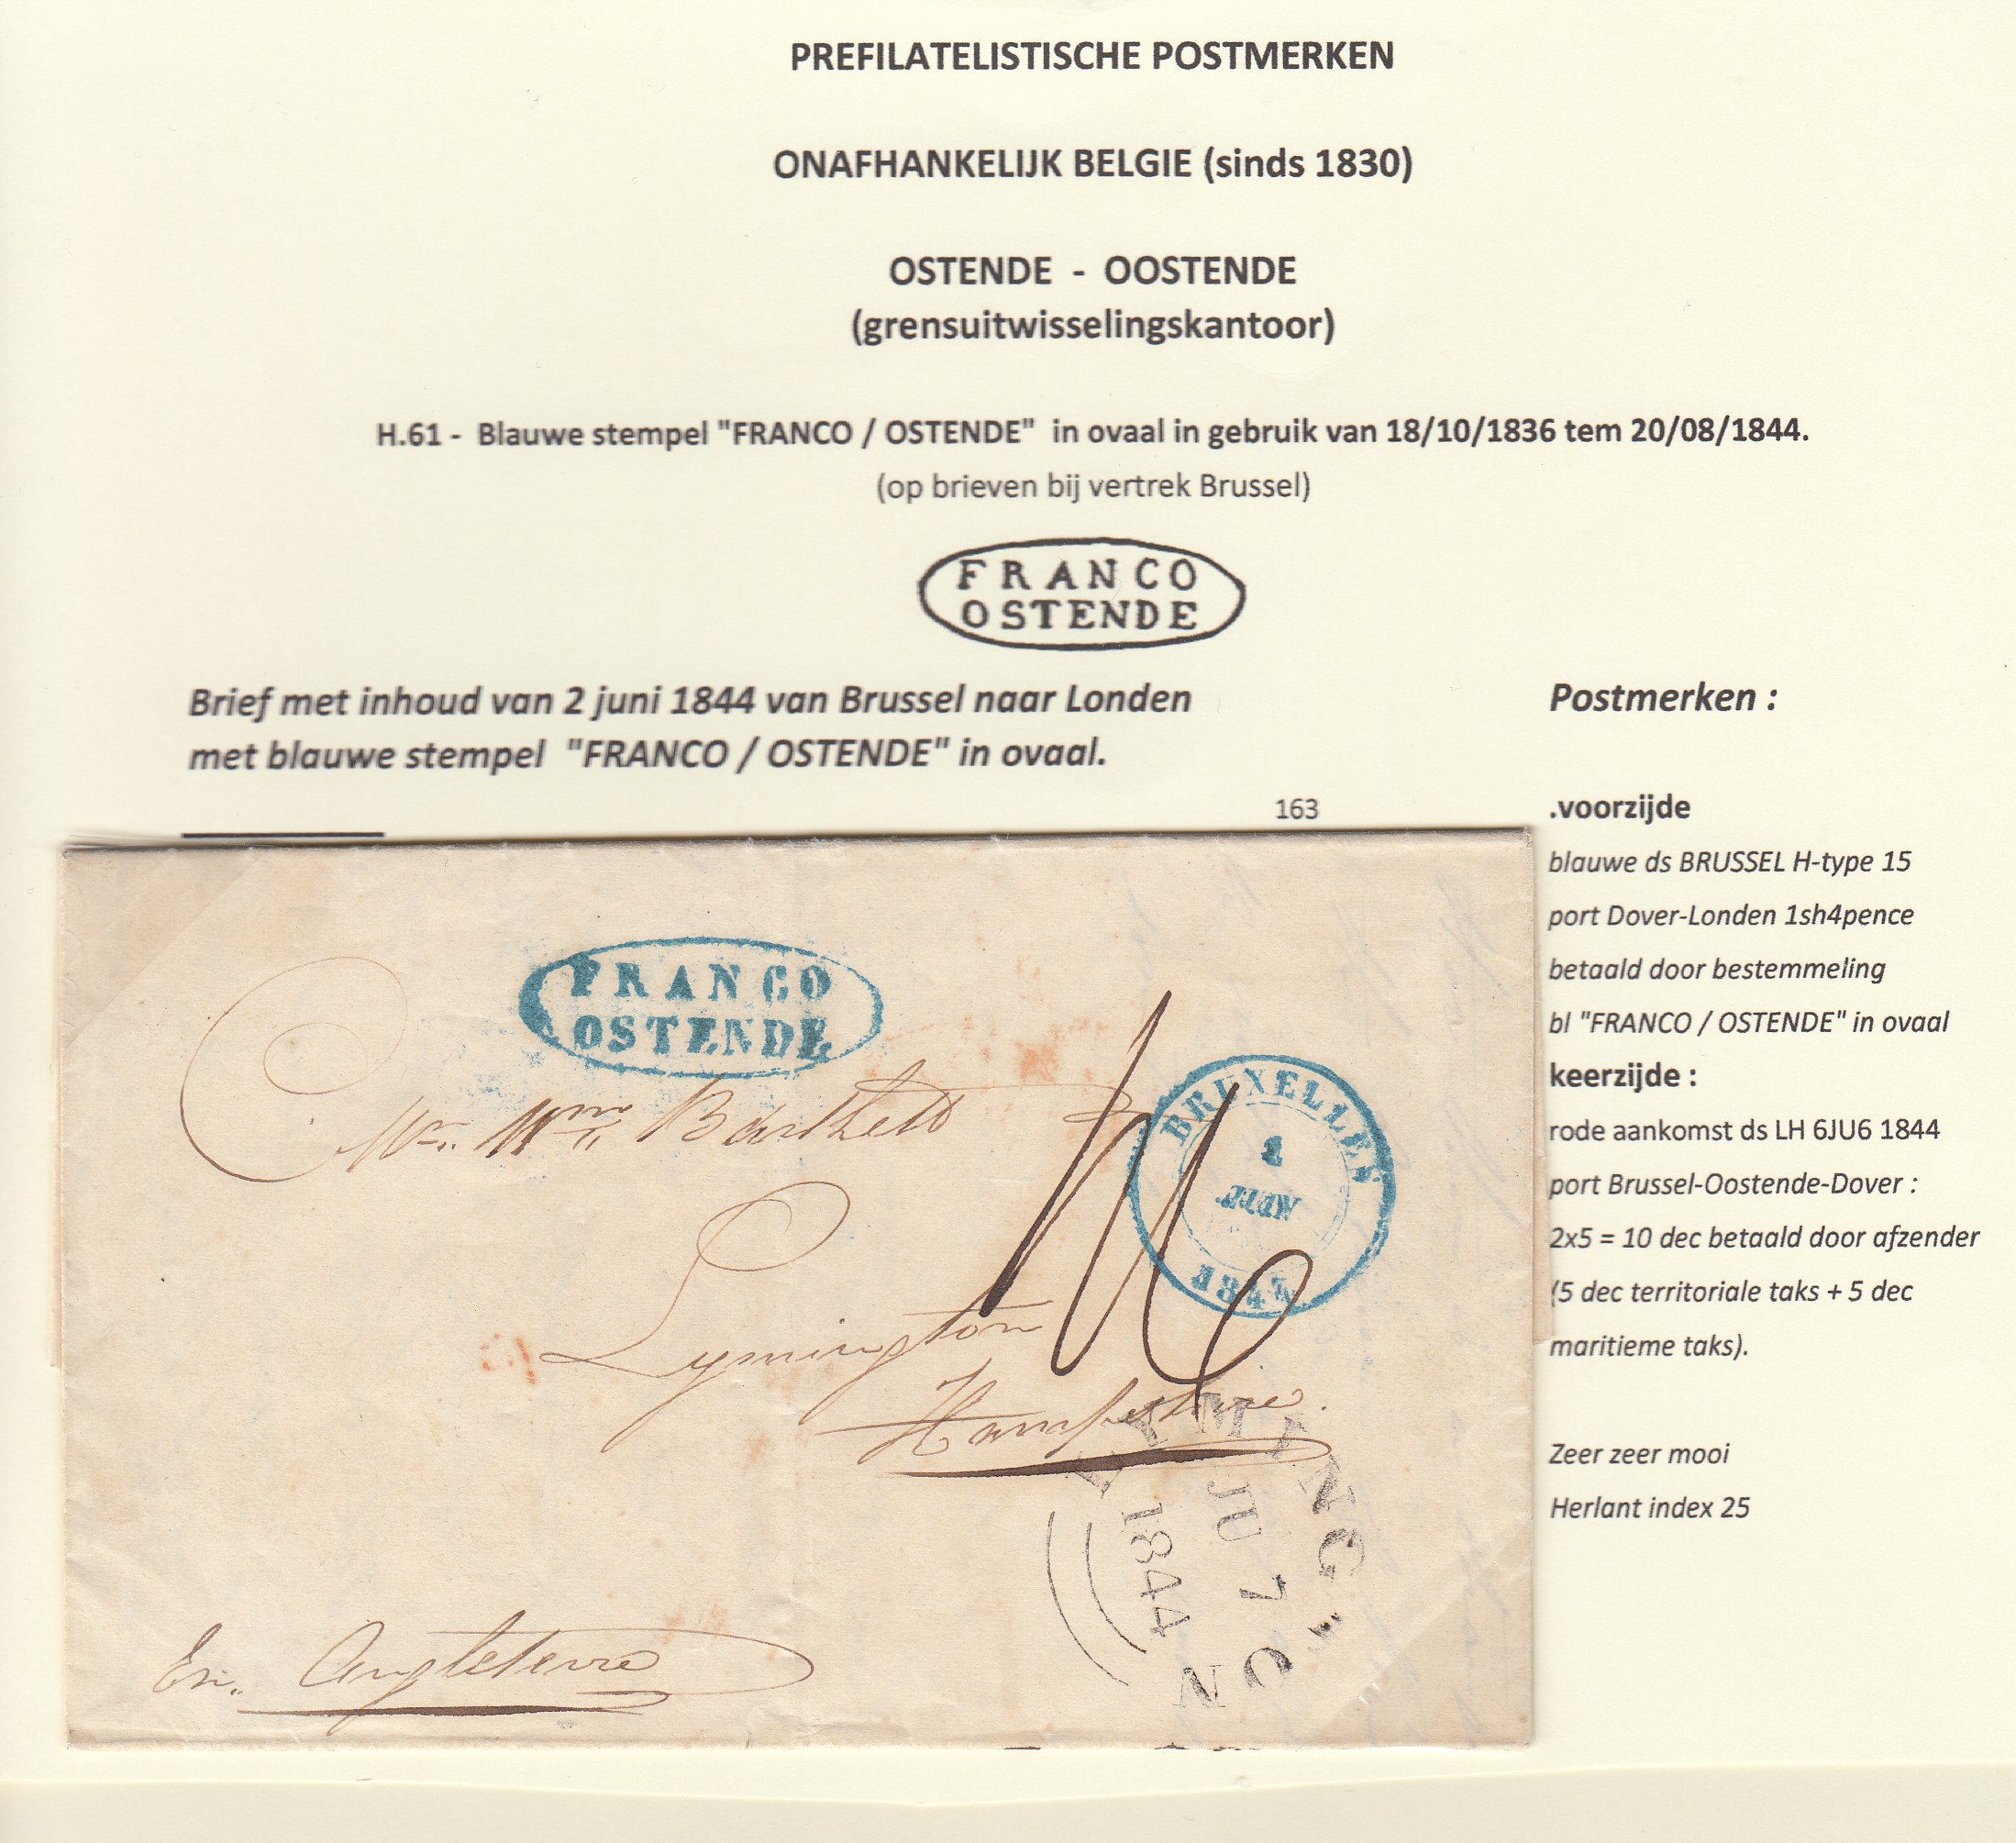 PREFILATELISTISCHE POSTMERKEN
ONAFHANKELIJK BELGIE (sinds 1830)
OSTENDE - OOSTENDE
(grensuitwisselingskantoor)
H.61 - Blauwe stempel "FRANCO / OSTENDE" in ovaal in gebruik van 18/10/1836 tem 20/08/1844.
(op brieven bij vertrek Brussel)
FRANCO
OSTENDE
Brief met inhoud van 2 juni 1844 van Brussel naar Londen
met blauwe stempel "FRANCO / OSTENDE" in ovaal.
163
FRANCO
OSTENDE
Wm Bartlett
BRUXELLES
1
1844
Lymington
Hampshire.
LYMINGTON
JU 7
1844
En Angleterre
Postmerken :
.voorzijde
blauwe ds BRUSSEL H-type 15
port Dover-Londen 1sh4pence
betaald door bestemmeling
bl "FRANCO / OSTENDE" in ovaal
keerzijde :
rode aankomst ds LH 6JU6 1844
port Brussel-Oostende-Dover :
2x5 = 10 dec betaald door afzender
(5 dec territoriale taks + 5 dec
maritieme taks).
Zeer zeer mooi
Herlant index 25